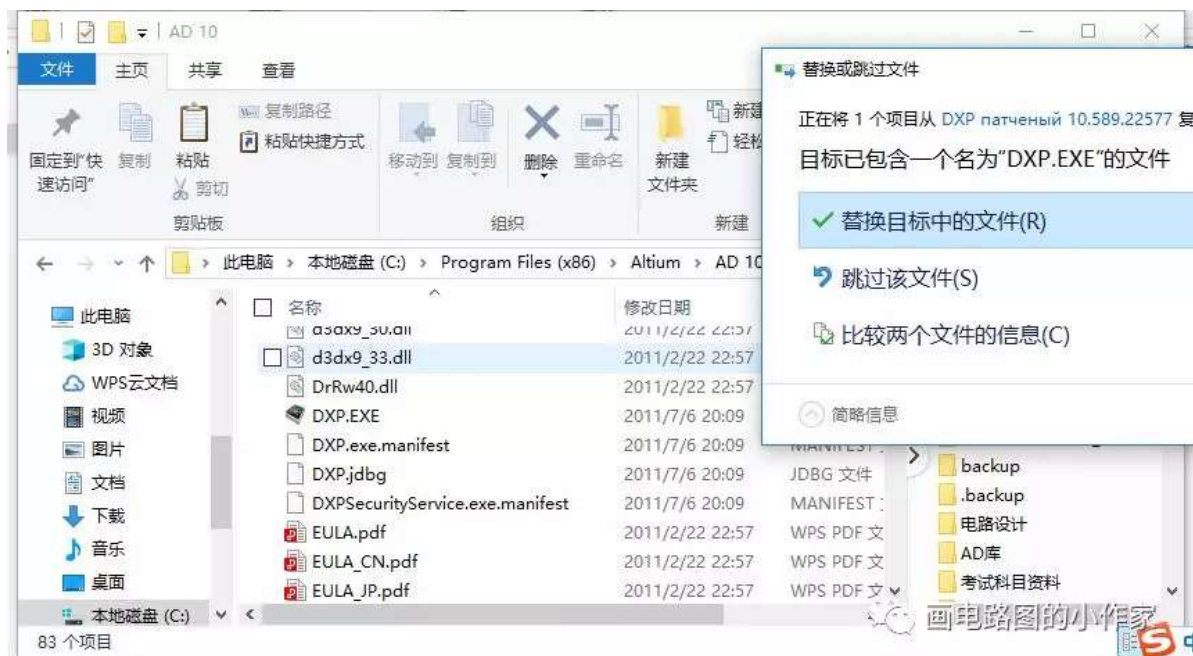 AD 10
文件 主页 共享 查看
固定到"快速访问"
复制
粘贴
复制路径
粘贴快捷方式
剪切
剪贴板
移动到 复制到 删除 重命名
组织
新建
文件夹
新建
轻松
新建
此电脑 › 本地磁盘 (C:) › Program Files (x86) › Altium › AD 10
名称 修改日期
d3dx9_30.dll 2011/2/22 22:57
d3dx9_33.dll 2011/2/22 22:57
DrRw40.dll 2011/2/22 22:57
DXP.EXE 2011/7/6 20:09
DXP.exe.manifest 2011/7/6 20:09 MANIFEST
DXP.jdbg 2011/7/6 20:09 JDBG 文件
DXPSecurityService.exe.manifest 2011/7/6 20:09 MANIFEST
EULA.pdf 2011/2/22 22:57 WPS PDF 文
EULA_CN.pdf 2011/2/22 22:57 WPS PDF 文
EULA_JP.pdf 2011/2/22 22:57 WPS PDF 文
此电脑
3D 对象
WPS云文档
视频
图片
文档
下载
音乐
桌面
本地磁盘 (C:)
83 个项目
替换或跳过文件
正在将 1 个项目从 DXP патченый 10.589.22577 复
目标已包含一个名为"DXP.EXE"的文件
替换目标中的文件(R)
跳过该文件(S)
比较两个文件的信息(C)
简略信息
backup
.backup
电路设计
AD库
考试科目资料
画电路图的小作家